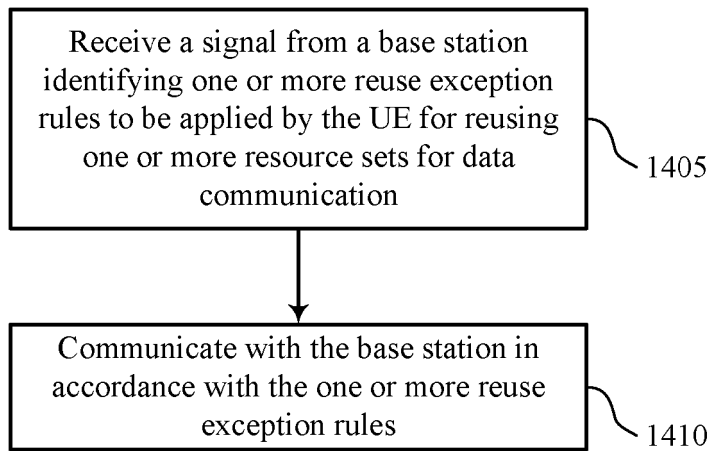 Receive a signal from a base station
identifying one or more reuse exception
rules to be applied by the UE for reusing
one or more resource sets for data
communication
1405
Communicate with the base station in
accordance with the one or more reuse
exception rules
1410